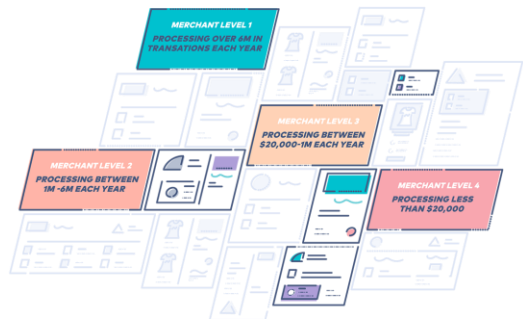 MERCHANT LEVEL 1
PROCESSING OVER 6M IN
TRANSATIONS EACH YEAR
MERCHANT LEVEL 3
PROCESSING BETWEEN
$20,000-1M EACH YEAR
MERCHANT LEVEL 2
PROCESSING BETWEEN
1M -6M EACH YEAR
MERCHANT LEVEL 4
PROCESSING LESS
THAN $20,000